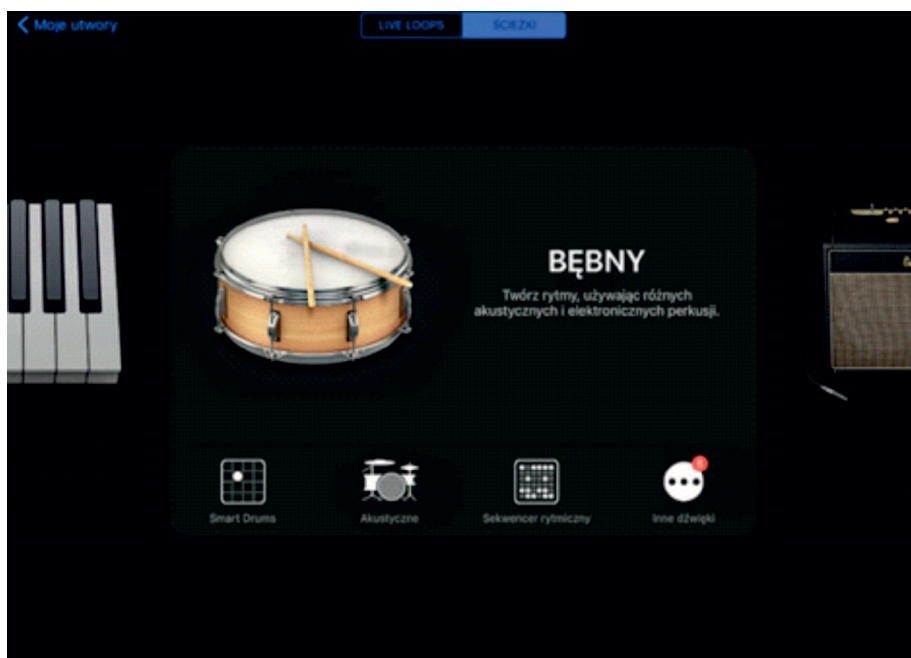 Moje utwory
LIVE LOOPS
ŚCIEŻKI
BĘBNY
Twórz rytmy, używając różnych
akustycznych i elektronicznych perkusji.
Smart Drums
Akustyczne
Sekwencer rytmiczny
Inne dźwięki